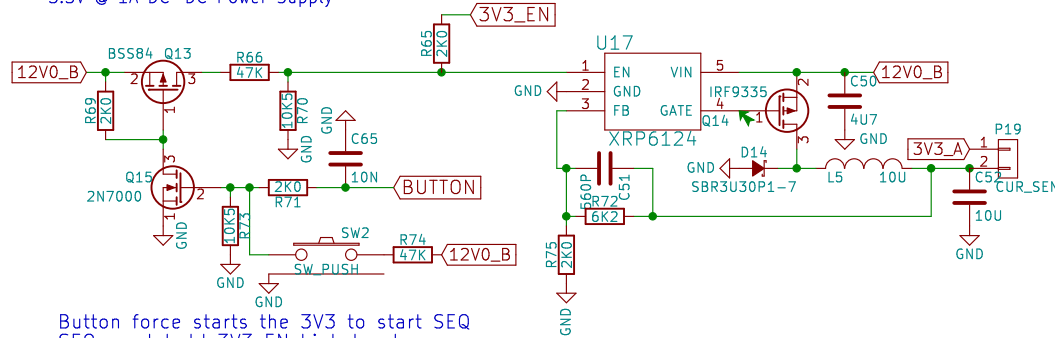 3.3V @ 1A DC-DC Power Supply
3V3_EN
BSS84 Q13
12V0_B
2
3
1
R66
47K
R65
2K0
R69
2K0
10K5
R70
GND
GND
C65
10N
U17
1 EN
2 GND
3 FB
VIN 5
GATE 4
GND
XRP6124
IRF9335
Q14
1
2
3
12V0_B
C50
4U7
GND
P19
3V3_A
1
2
CUR_SEN
D14
GND
SBR3U30P1-7
L5 10U
10U
GND
560P
C51
R72
6K2
R75
2K0
GND
Q15
2N7000
3
2
1
GND
2K0
R71
BUTTON
10K5
R73
GND
SW2
SW_PUSH
GND
R74
47K
12V0_B
Button force starts the 3V3 to start SEQ